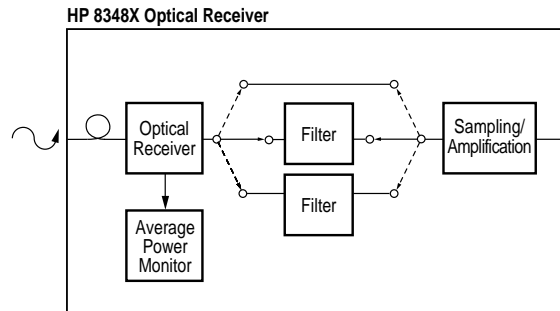 HP 8348X Optical Receiver
Optical
Receiver
Filter
Sampling/
Amplification
Filter
Average
Power
Monitor